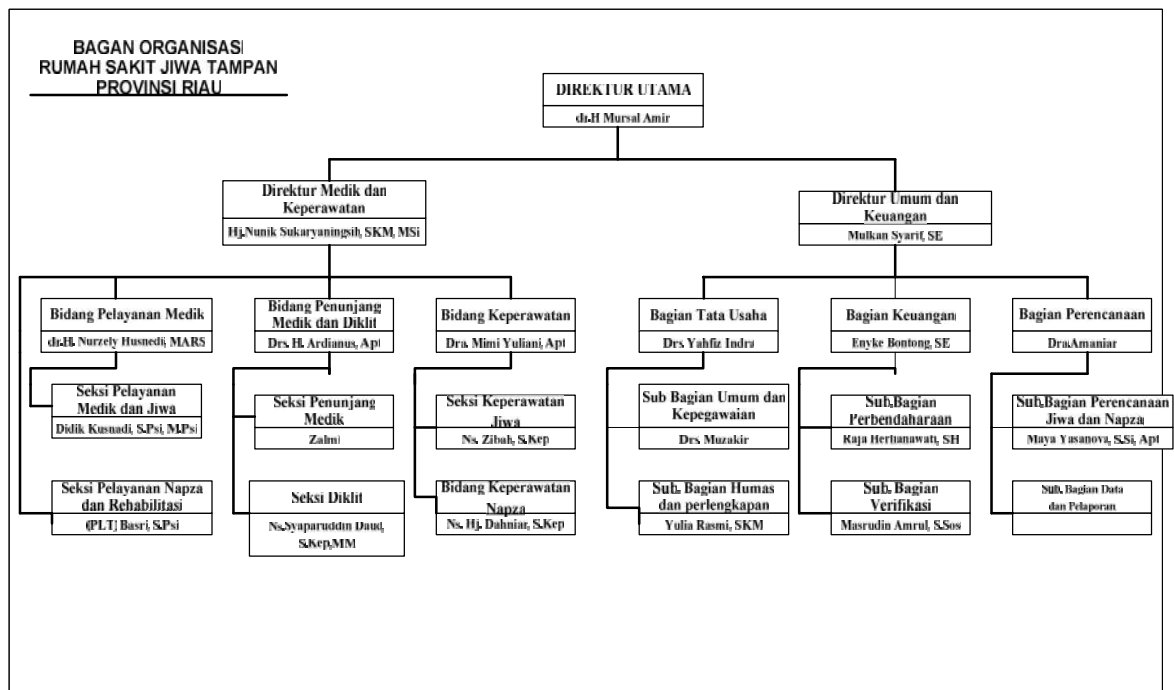 BAGAN ORGANISASI
RUMAH SAKIT JIWA TAMPAN
PROVINSI RIAU
DIREKTUR UTAMA
dr.H Mursal Amir
Direktur Medik dan
Keperawatan
Hj.Nunik Sukaryaningsih, SKM, MSi
Direktur Umum dan
Keuangan
Mulkan Syarif, SE
Bidang Pelayanan Medik
dr.H. Nurzely Husnedi, MARS
Bidang Penunjang
Medik dan Diklit
Drs. H. Ardianus, Apt
Bidang Keperawatan
Dra. Mimi Yuliani, Apt
Bagian Tata Usaha
Drs. Yahfiz Indra
Bagian Keuangan
Enyke Bontong, SE
Bagian Perencanaan
Dra.Amaniar
Seksi Pelayanan
Medik dan Jiwa
Didik Kusnadi, S.Psi, M.Psi
Seksi Penunjang
Medik
Zalmi
Seksi Keperawatan
Jiwa
Ns. Zibah, S.Kep
Sub Bagian Umum dan
Kepegawaian
Drs. Muzakir
Sub.Bagian
Perbendaharaan
Raja Herlianawati, SH
Sub.Bagian Perencanaan
Jiwa dan Napza
Maya Yasanova, S.Si, Apt
Seksi Pelayanan Napza
dan Rehabilitasi
(PLT) Basri, S.Psi
Seksi Diklit
Ns.Syaparuddin Daud,
S.Kep,MM
Bidang Keperawatan
Napza
Ns. Hj. Dahniar, S.Kep
Sub. Bagian Humas
dan perlengkapan
Yulia Rasmi, SKM
Sub. Bagian
Verifikasi
Masrudin Amrul, S.Sos
Sub. Bagian Data
dan Pelaporan